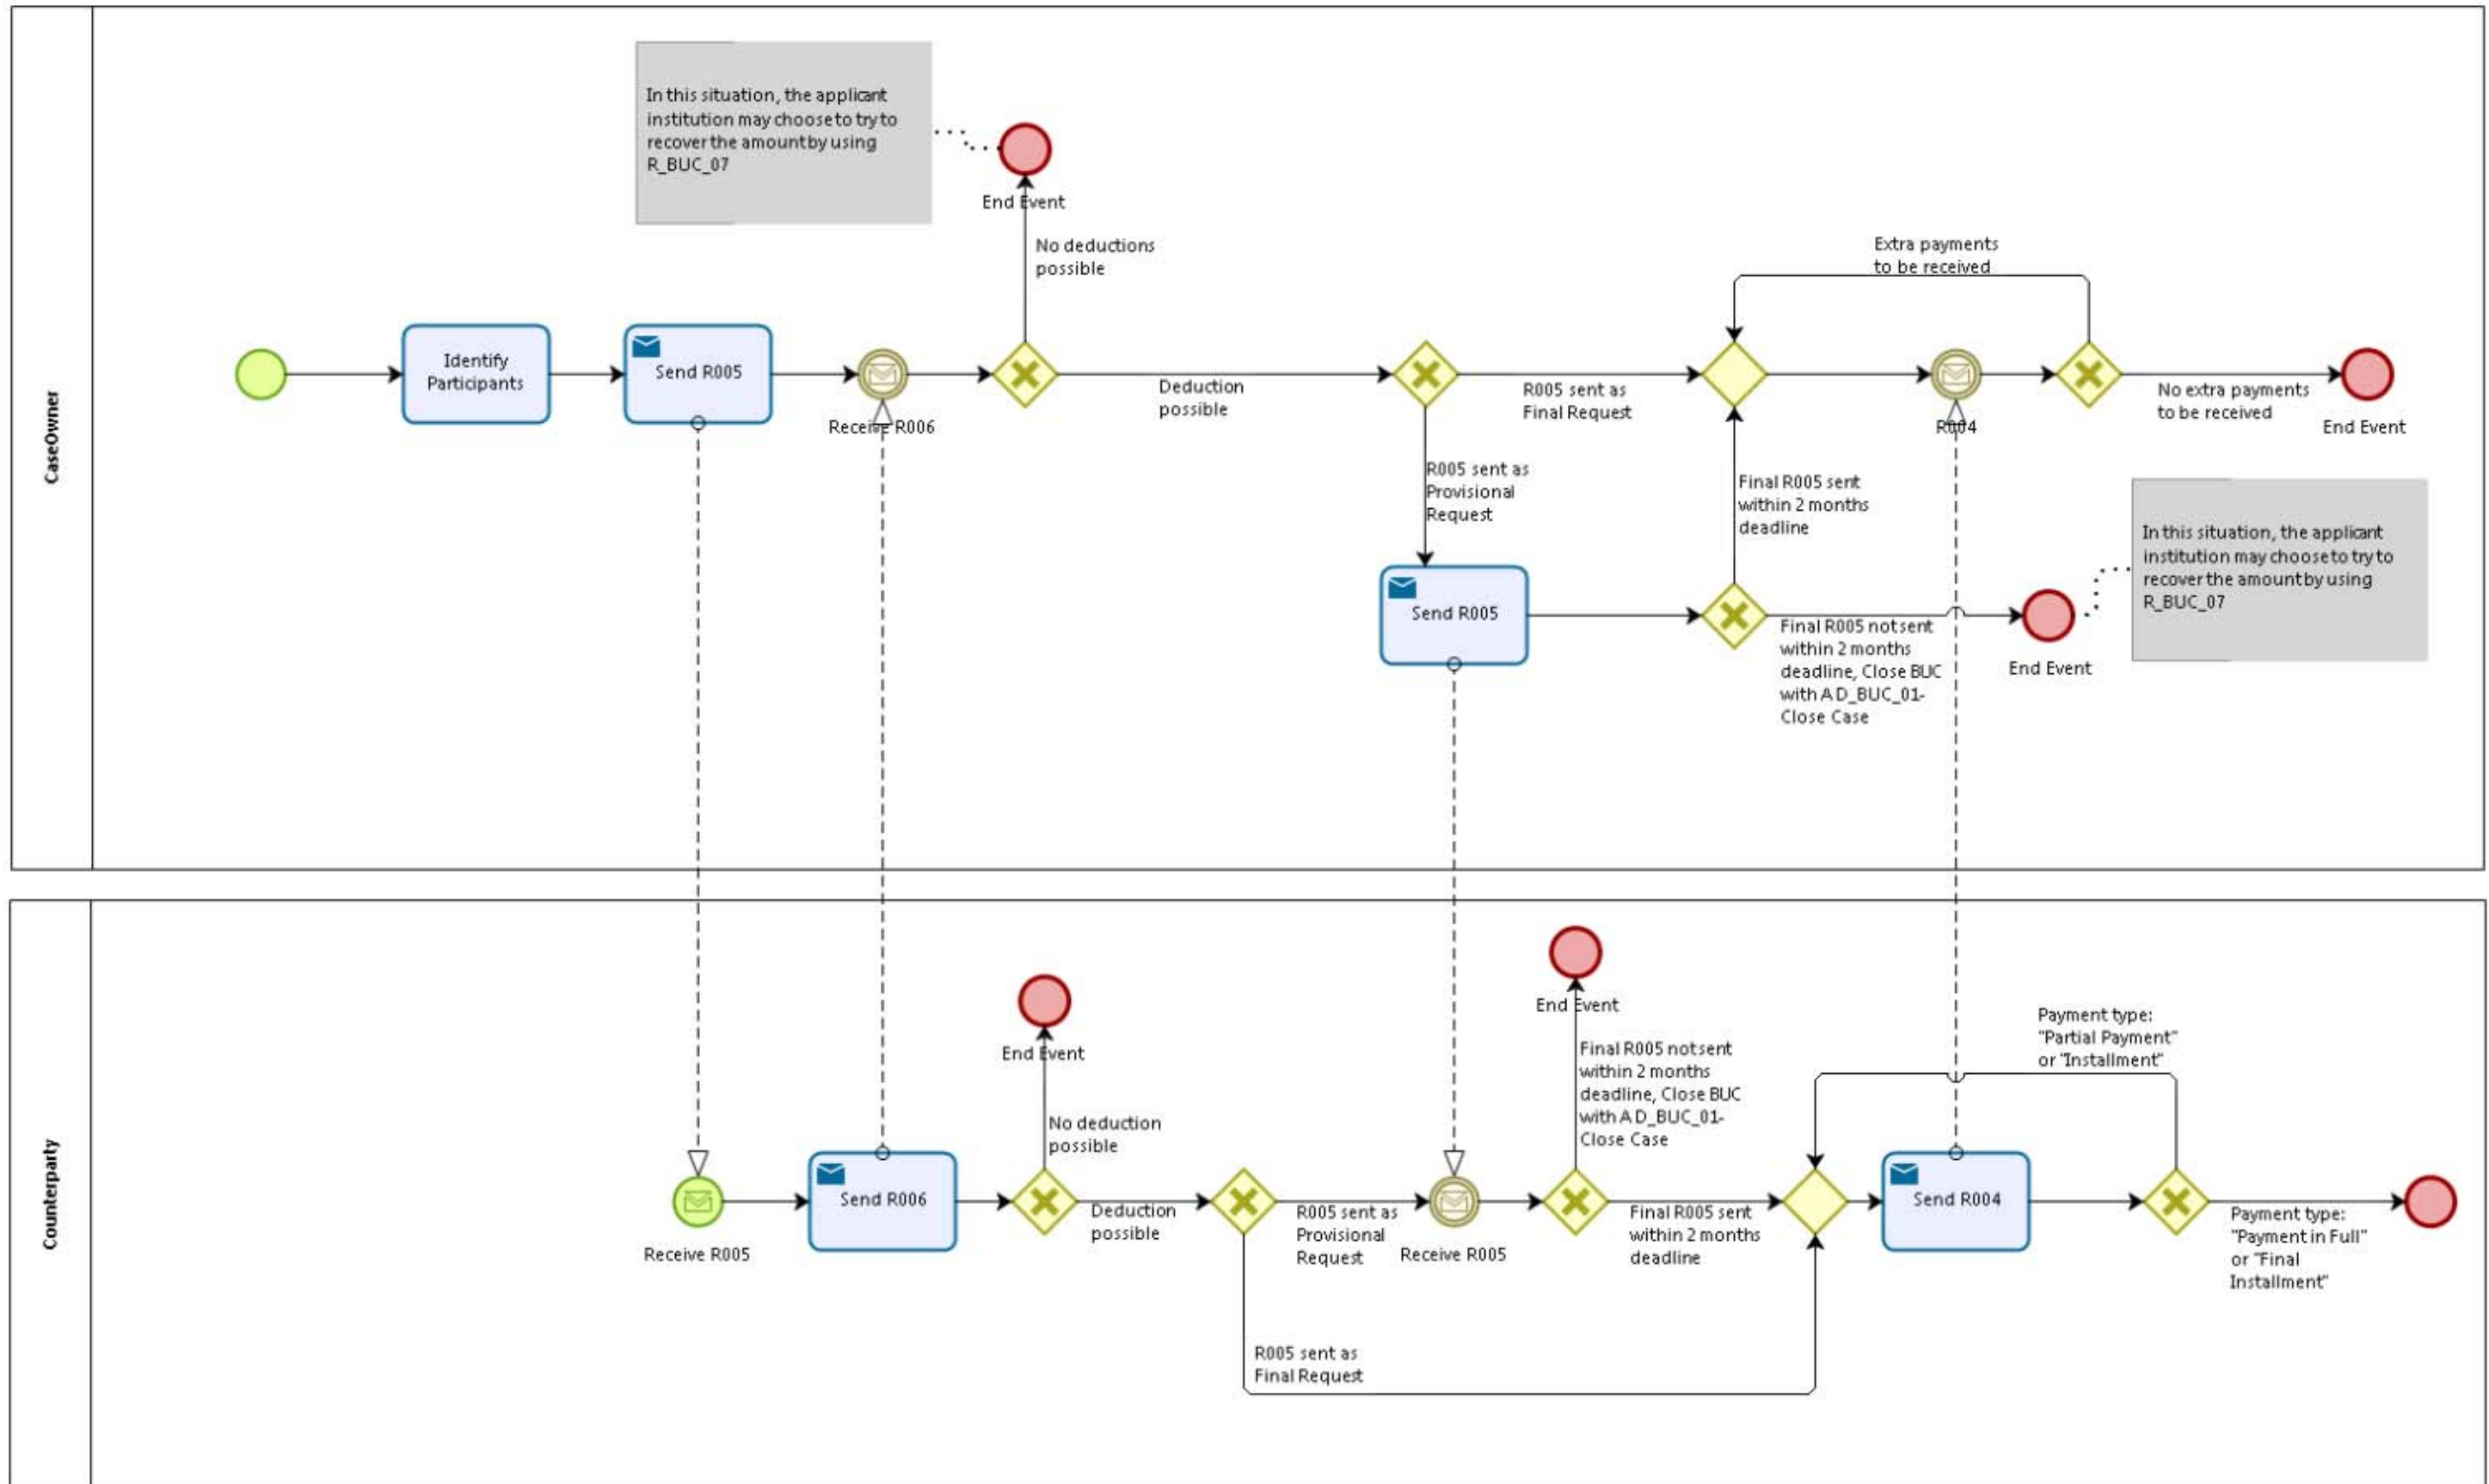 CaseOwner
In this situation, the applicant
institution may choose to try to
recover the amount by using
R_BUC_07
End Event
No deductions
possible
Extra payments
to be received
Identify
Participants
Send R005
Receive R006
Deduction
possible
R005 sent as
Final Request
R004
No extra payments
to be received
End Event
R005 sent as
Provisional
Request
Final R005 sent
within 2 months
deadline
In this situation, the applicant
institution may choose to try to
recover the amount by using
R_BUC_07
Send R005
Final R005 not sent
within 2 months
deadline, Close BUC
with AD_BUC_01-
Close Case
End Event
Counterparty
End Event
End Event
Payment type:
"Partial Payment"
or "Installment"
Final R005 not sent
within 2 months
deadline, Close BUC
with AD_BUC_01-
Close Case
No deduction
possible
Receive R005
Send R006
Deduction
possible
R005 sent as
Provisional
Request
Receive R005
Final R005 sent
within 2 months
deadline
Send R004
Payment type:
"Payment in Full"
or "Final
Installment"
R005 sent as
Final Request